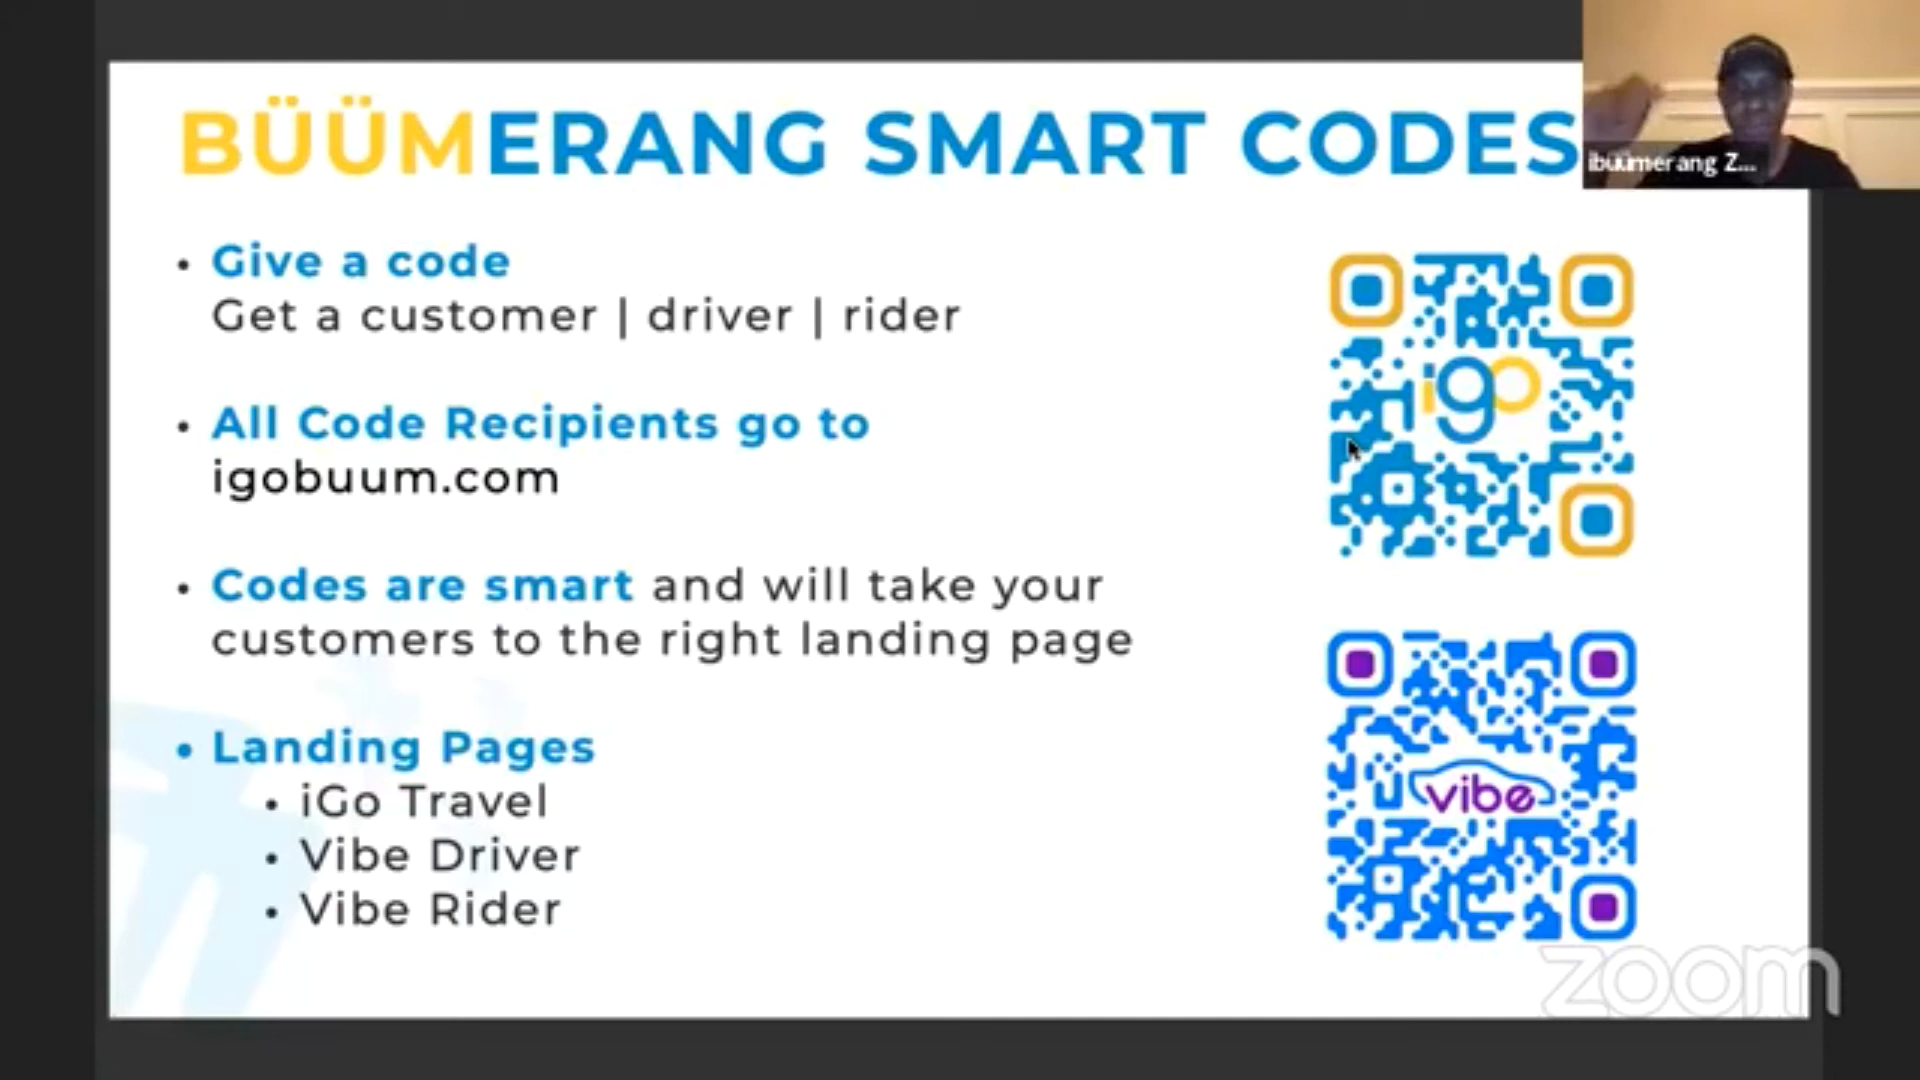 BÜÜMERANG SMART CODES
ibüümerang Z...
• Give a code
Get a customer | driver | rider
• All Code Recipients go to
igobuum.com
• Codes are smart and will take your
customers to the right landing page
• Landing Pages
• iGo Travel
• Vibe Driver
• Vibe Rider
igo
vibe
zoom